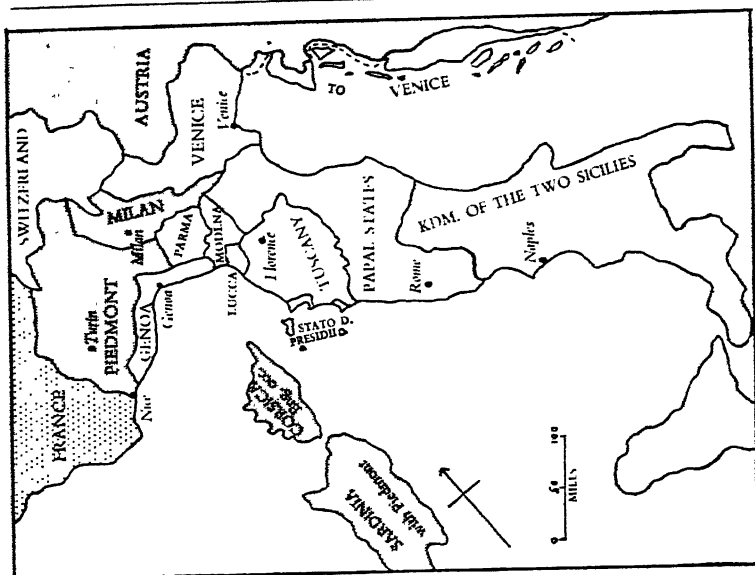 SWITZERLAND
AUSTRIA
FRANCE
PIEDMONT
Turin
MILAN
Milan
VENICE
Venice
TO VENICE
Nice
GENOA
Genoa
PARMA
MODENA
LUCCA
Florence
TUSCANY
STATO D.
PRESIDII
PAPAL STATES
Rome
KDM. OF THE TWO SICILIES
Naples
CORSICA
SARDINIA
with Piedmont
50
100
MILES